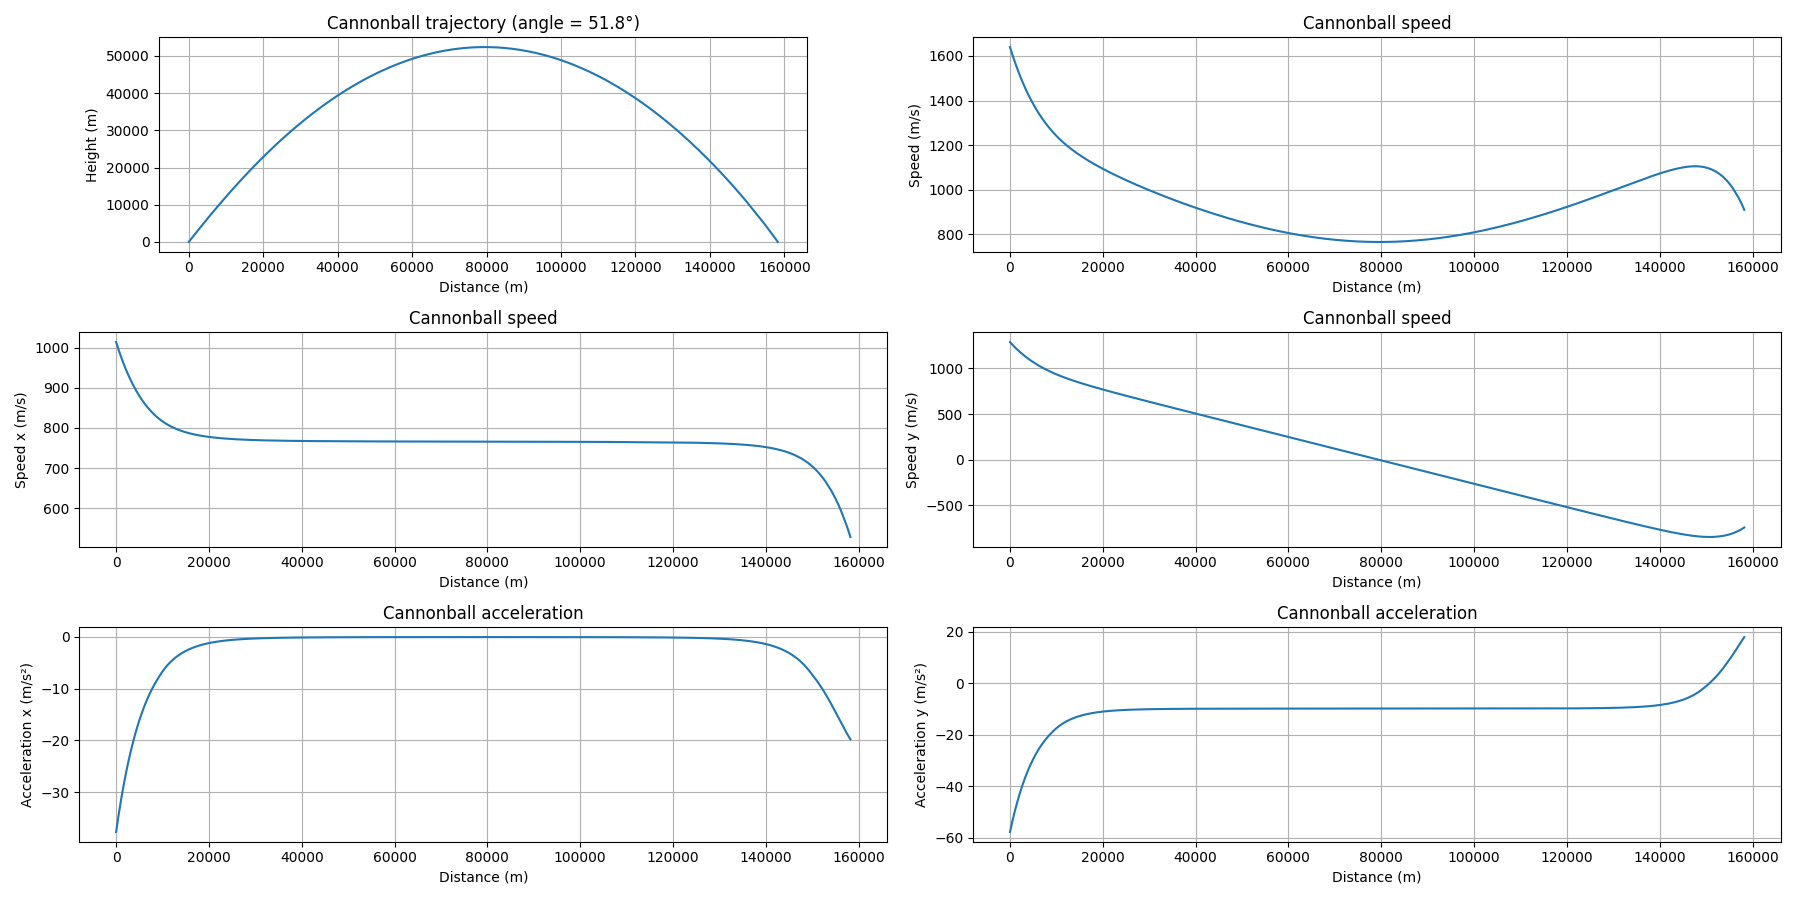 Cannonball trajectory (angle = 51.8°)
Height (m)
50000
40000
30000
20000
10000
0
0 20000 40000 60000 80000 100000 120000 140000 160000
Distance (m)
Cannonball speed
Speed (m/s)
1600
1400
1200
1000
800
0 20000 40000 60000 80000 100000 120000 140000 160000
Distance (m)
Cannonball speed
Speed x (m/s)
1000
900
800
700
600
0 20000 40000 60000 80000 100000 120000 140000 160000
Distance (m)
Cannonball speed
Speed y (m/s)
1000
500
0
−500
0 20000 40000 60000 80000 100000 120000 140000 160000
Distance (m)
Cannonball acceleration
Acceleration x (m/s²)
0
−10
−20
−30
0 20000 40000 60000 80000 100000 120000 140000 160000
Distance (m)
Cannonball acceleration
Acceleration y (m/s²)
20
0
−20
−40
−60
0 20000 40000 60000 80000 100000 120000 140000 160000
Distance (m)